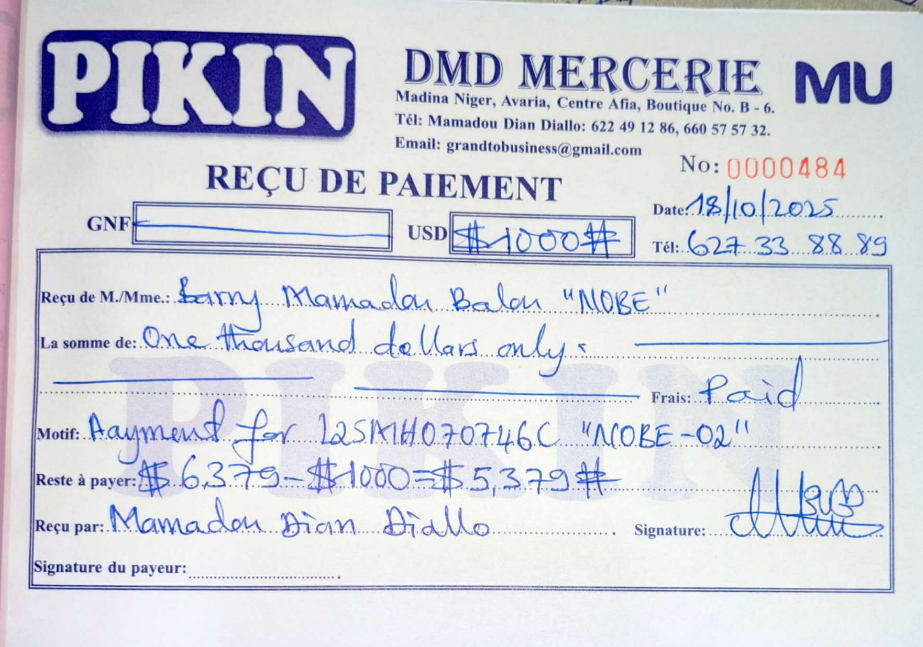 PIKIN
DMD MERCERIE
MU
Madina Niger, Avaria, Centre Afia, Boutique No. B - 6.
Tél: Mamadou Dian Diallo: 622 49 12 86, 660 57 57 32.
Email: grandtobusiness@gmail.com
No: 0000484
REÇU DE PAIEMENT
Date: 18/10/2025
GNF
USD $1000#
Tél: 627 33 88 89
Reçu de M./Mme.: Barry Mamadou Balou "NOBE"
La somme de: One thousand dollars only
Frais: Paid
Motif: Payment for "NOBE-02"
Reste à payer: $6,379-$1000=$5,379#
Reçu par: Mamadou Dian Diallo
Signature:
Signature du payeur:
PIKIN